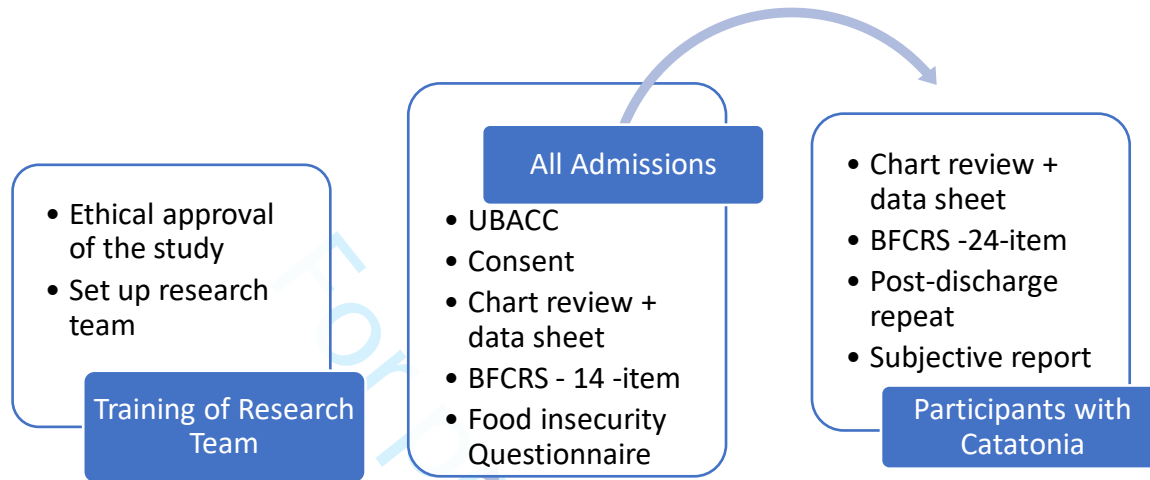 • Ethical approval
of the study
• Set up research
team
Training of Research
Team
All Admissions
• UBACC
• Consent
• Chart review +
data sheet
• BFCRS - 14 -item
• Food insecurity
Questionnaire
• Chart review +
data sheet
• BFCRS -24-item
• Post-discharge
repeat
• Subjective report
Participants with
Catatonia
For